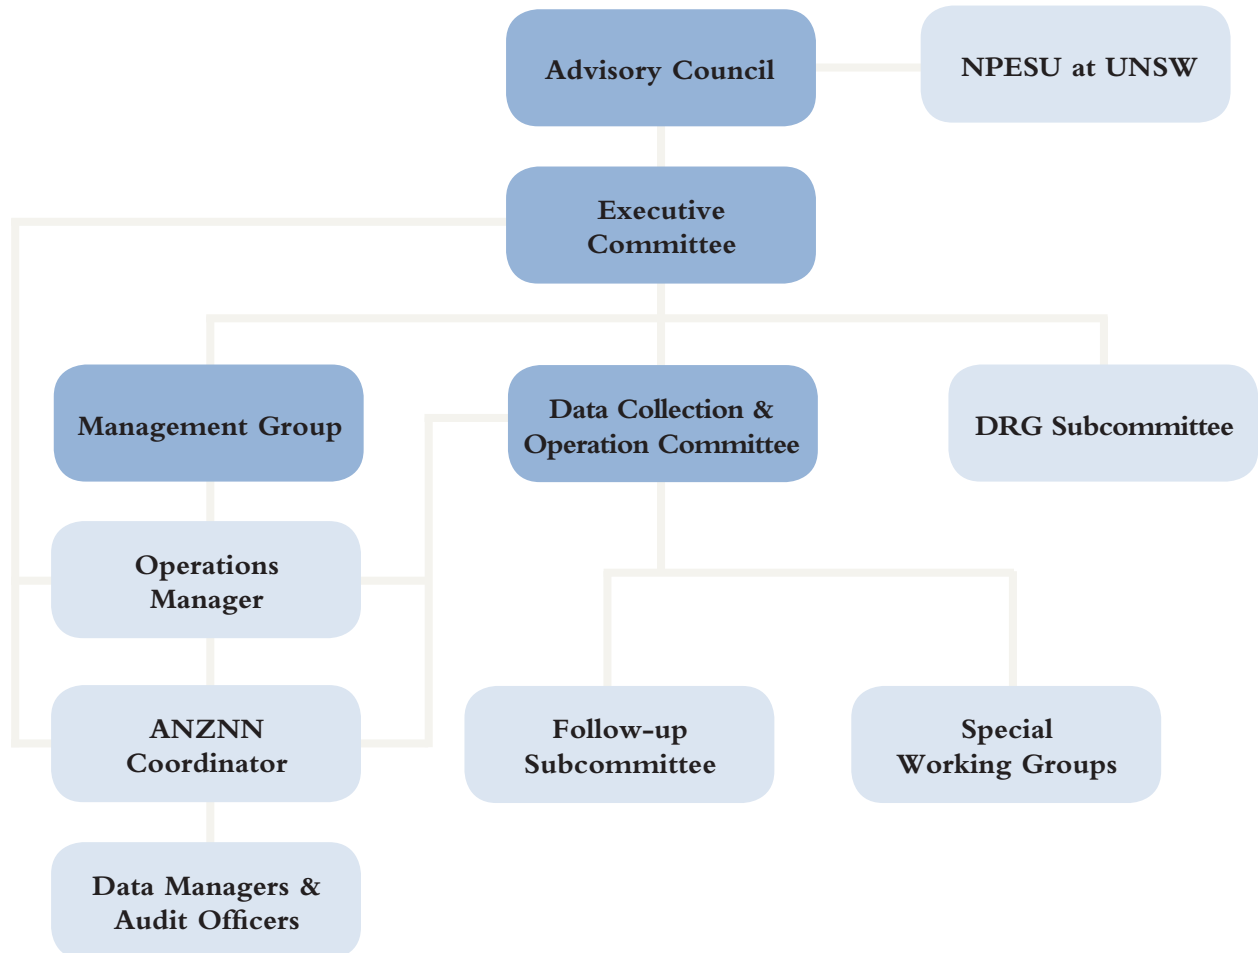 Advisory Council
NPESU at UNSW
Executive
Committee
Management Group
Data Collection &
Operation Committee
DRG Subcommittee
Operations
Manager
ANZNN
Coordinator
Follow-up
Subcommittee
Special
Working Groups
Data Managers &
Audit Officers